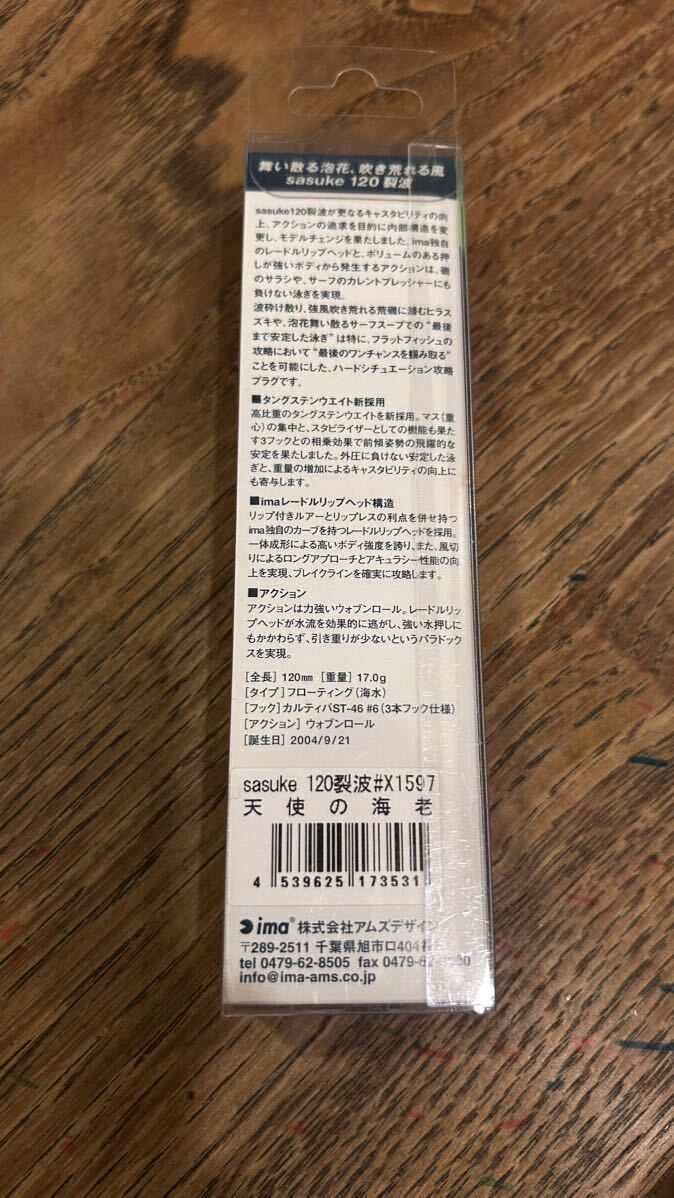 舞い散る泡花、吹き荒れる風
sasuke 120 裂波
sasuke120裂波が更なるキャスタビリティの向
上、アクションの追求を目的に内部構造を変
更し、モデルチェンジを果たしました。ima独自
のレードルリップヘッドと、ボリュームのある押
しが強いボディから発生するアクションは、磯
のサラシや、サーフのカレントプレッシャーにも
負けない泳ぎを実現。
波砕け散り、強風吹き荒れる荒磯に潜むヒラス
ズキや、泡花舞い散るサーフスープでの“最後
まで安定した泳ぎ”は特に、フラットフィッシュの
攻略において“最後のワンチャンスを掴み取る”
ことを可能にした、ハードシチュエーション攻略
プラグです。
■タングステンウエイト新採用
高比重のタングステンウエイトを新採用。マス(重
心)の集中と、スタビライザーとしての機能も果た
す3フックとの相乗効果で前傾姿勢の飛躍的な
安定を果たしました。外圧に負けない安定した泳
ぎと、重量の増加によるキャスタビリティの向上に
も寄与します。
■imaレードルリップヘッド構造
リップ付きルアーとリップレスの利点を併せ持つ
ima独自のカーブを持つレードルリップヘッドを採用。
一体成形による高いボディ強度を誇り、また、風切
りによるロングアプローチとアキュラシー性能の向
上を実現、ブレイクラインを確実に攻略します。
■アクション
アクションは力強いウォブンロール。レードルリッ
プヘッドが水流を効果的に逃がし、強い水押しに
もかかわらず、引き重りが少ないというパラドック
スを実現。
[全長] 120mm [重量] 17.0g
[タイプ] フローティング(海水)
[フック] カルティバST-46 #6(3本フック仕様)
[アクション] ウォブンロール
[誕生日] 2004/9/21
sasuke 120裂波#X1597
天使の海老
4 539625 173531
ima® 株式会社アムズデザイン
〒289-2511 千葉県旭市イ404
tel 0479-62-8505 fax 0479-62
info@ima-ams.co.jp